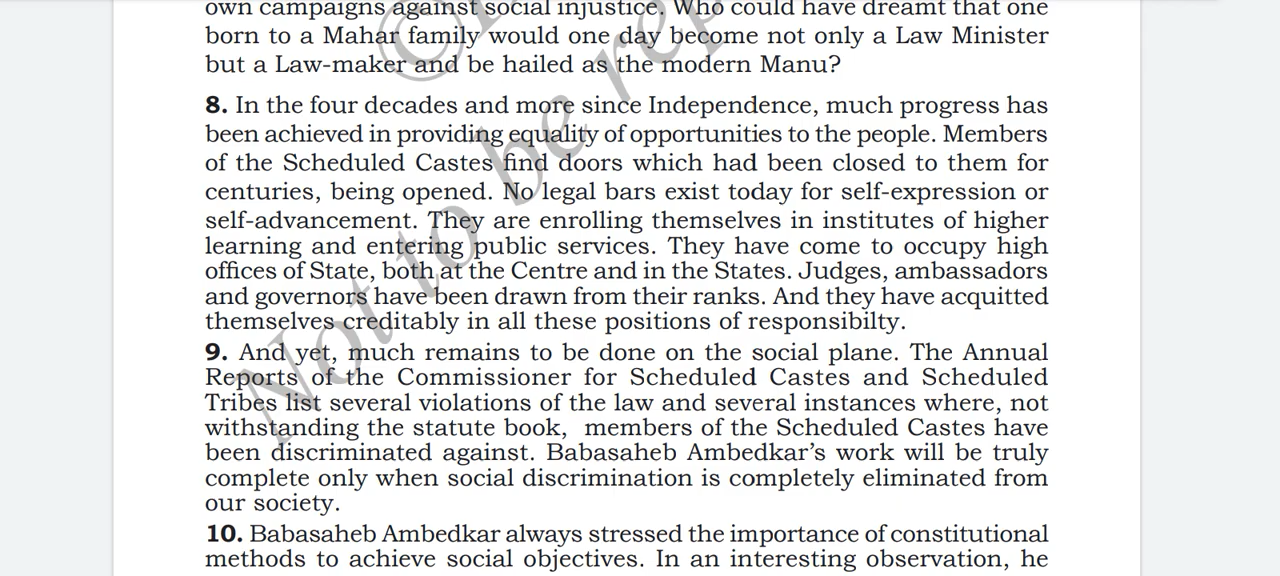 own campaigns against social injustice. Who could have dreamt that one
born to a Mahar family would one day become not only a Law Minister
but a Law-maker and be hailed as the modern Manu?
8. In the four decades and more since Independence, much progress has
been achieved in providing equality of opportunities to the people. Members
of the Scheduled Castes find doors which had been closed to them for
centuries, being opened. No legal bars exist today for self-expression or
self-advancement. They are enrolling themselves in institutes of higher
learning and entering public services. They have come to occupy high
offices of State, both at the Centre and in the States. Judges, ambassadors
and governors have been drawn from their ranks. And they have acquitted
themselves creditably in all these positions of responsibilty.
9. And yet, much remains to be done on the social plane. The Annual
Reports of the Commissioner for Scheduled Castes and Scheduled
Tribes list several violations of the law and several instances where, not
withstanding the statute book, members of the Scheduled Castes have
been discriminated against. Babasaheb Ambedkar’s work will be truly
complete only when social discrimination is completely eliminated from
our society.
10. Babasaheb Ambedkar always stressed the importance of constitutional
methods to achieve social objectives. In an interesting observation, he
Not to be rep